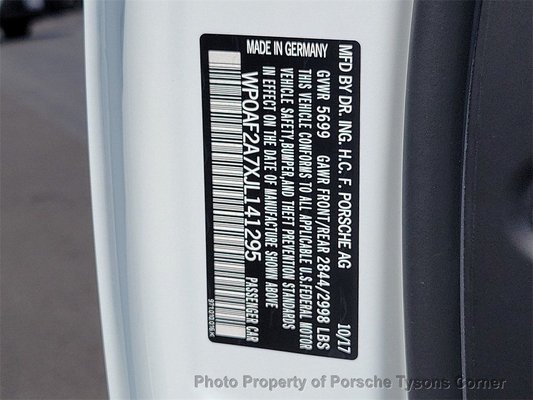 MFD BY DR. ING. H.C. F. PORSCHE AG 10/17
GVWR 5699 GAWR FRONT/REAR 2844/2998 LBS
THIS VEHICLE CONFORMS TO ALL APPLICABLE U.S.FEDERAL MOTOR
VEHICLE SAFETY,BUMPER,AND THEFT PREVENTION STANDARDS
IN EFFECT ON THE DATE OF MANUFACTURE SHOWN ABOVE
MADE IN GERMANY
WP0AF2A7XJL141295 PASSENGER CAR
Photo Property of Porsche Tysons Corner